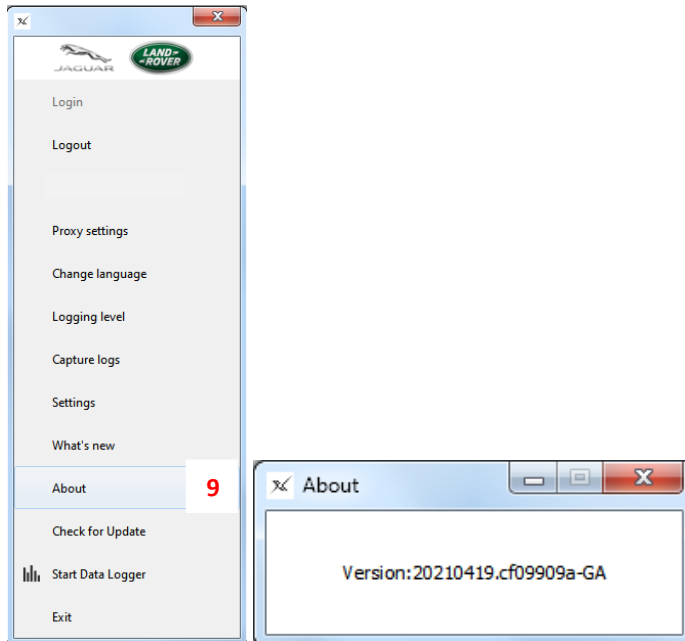 JAGUAR
LAND-
-ROVER
Login
Logout
Proxy settings
Change language
Logging level
Capture logs
Settings
What's new
About
9
Check for Update
Start Data Logger
Exit
About
Version:20210419.cf09909a-GA